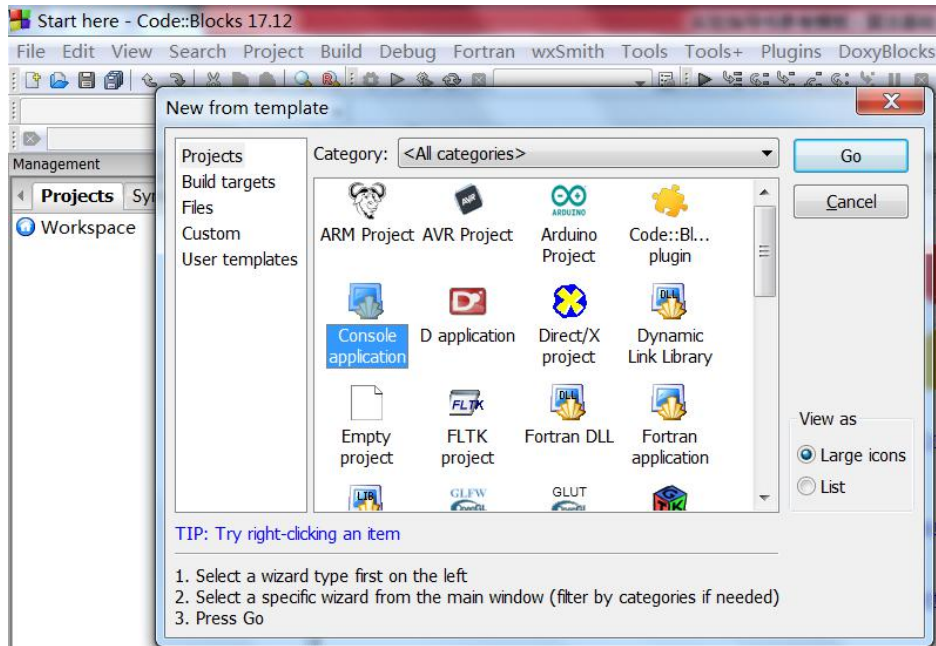 Start here - Code::Blocks 17.12
File Edit View Search Project Build Debug Fortran wxSmith Tools Tools+ Plugins DoxyBlocks
New from template
Management
Projects Syn
Workspace
Projects
Build targets
Files
Custom
User templates
Category: <All categories>
Go
Cancel
ARM Project AVR Project Arduino Project Code::Bl... plugin
Console application D application Direct/X project Dynamic Link Library
Empty project FLTK project Fortran DLL Fortran application
View as
Large icons
List
TIP: Try right-clicking an item
1. Select a wizard type first on the left
2. Select a specific wizard from the main window (filter by categories if needed)
3. Press Go